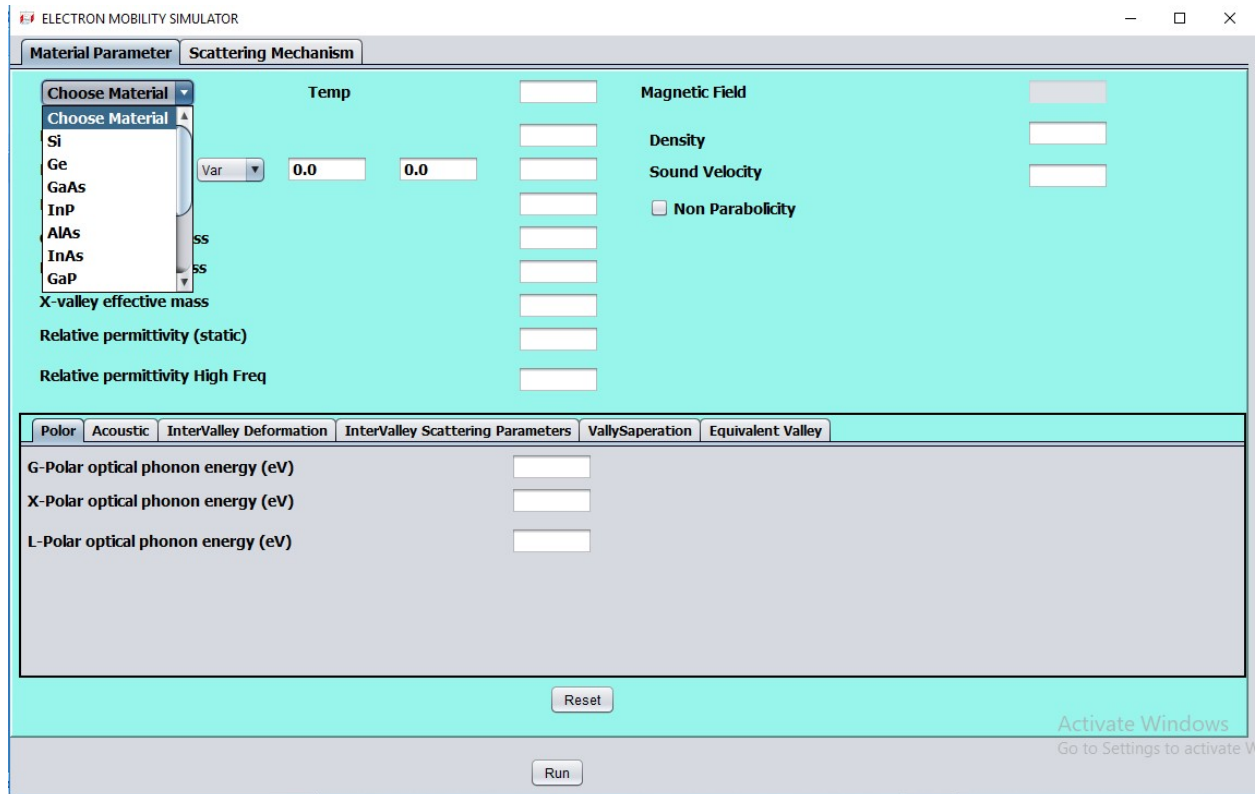 ELECTRON MOBILITY SIMULATOR
Material Parameter Scattering Mechanism
Choose Material Temp Magnetic Field
Choose Material
Si
Density
Ge
Var 0.0 0.0 Sound Velocity
GaAs
InP
Non Parabolicity
AlAs
ss
InAs
ss
GaP
X-valley effective mass
Relative permittivity (static)
Relative permittivity High Freq
Polor Acoustic InterValley Deformation InterValley Scattering Parameters VallySaperation Equivalent Valley
G-Polar optical phonon energy (eV)
X-Polar optical phonon energy (eV)
L-Polar optical phonon energy (eV)
Reset
Activate Windows
Go to Settings to activate W
Run